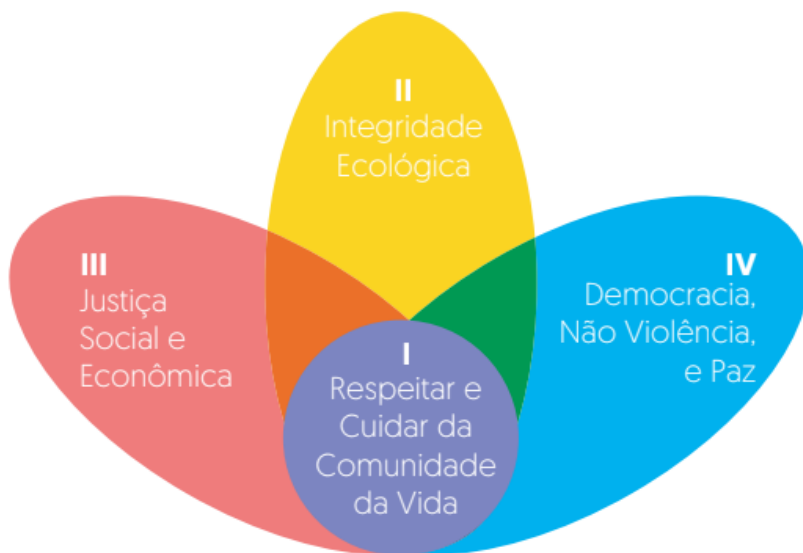 II
Integridade
Ecológica
III
Justiça
Social e
Econômica
IV
Democracia,
Não Violência,
e Paz
I
Respeitar e
Cuidar da
Comunidade
da Vida